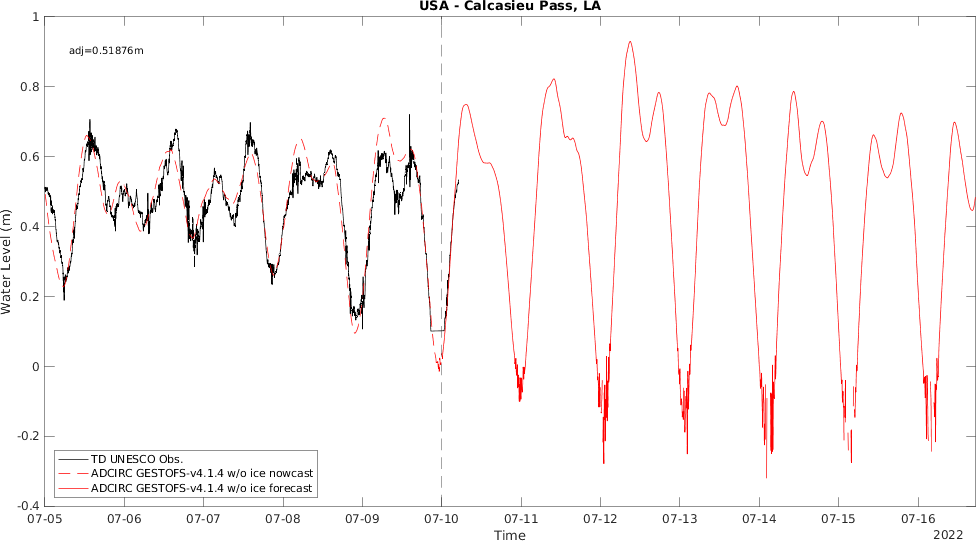 USA - Calcasieu Pass, LA
adj=0.51876m
Water Level (m)
1
0.8
0.6
0.4
0.2
0
-0.2
-0.4
TD UNESCO Obs.
ADCIRC GESTOFS-v4.1.4 w/o ice nowcast
ADCIRC GESTOFS-v4.1.4 w/o ice forecast
07-05 07-06 07-07 07-08 07-09 07-10 07-11 07-12 07-13 07-14 07-15 07-16
Time
2022